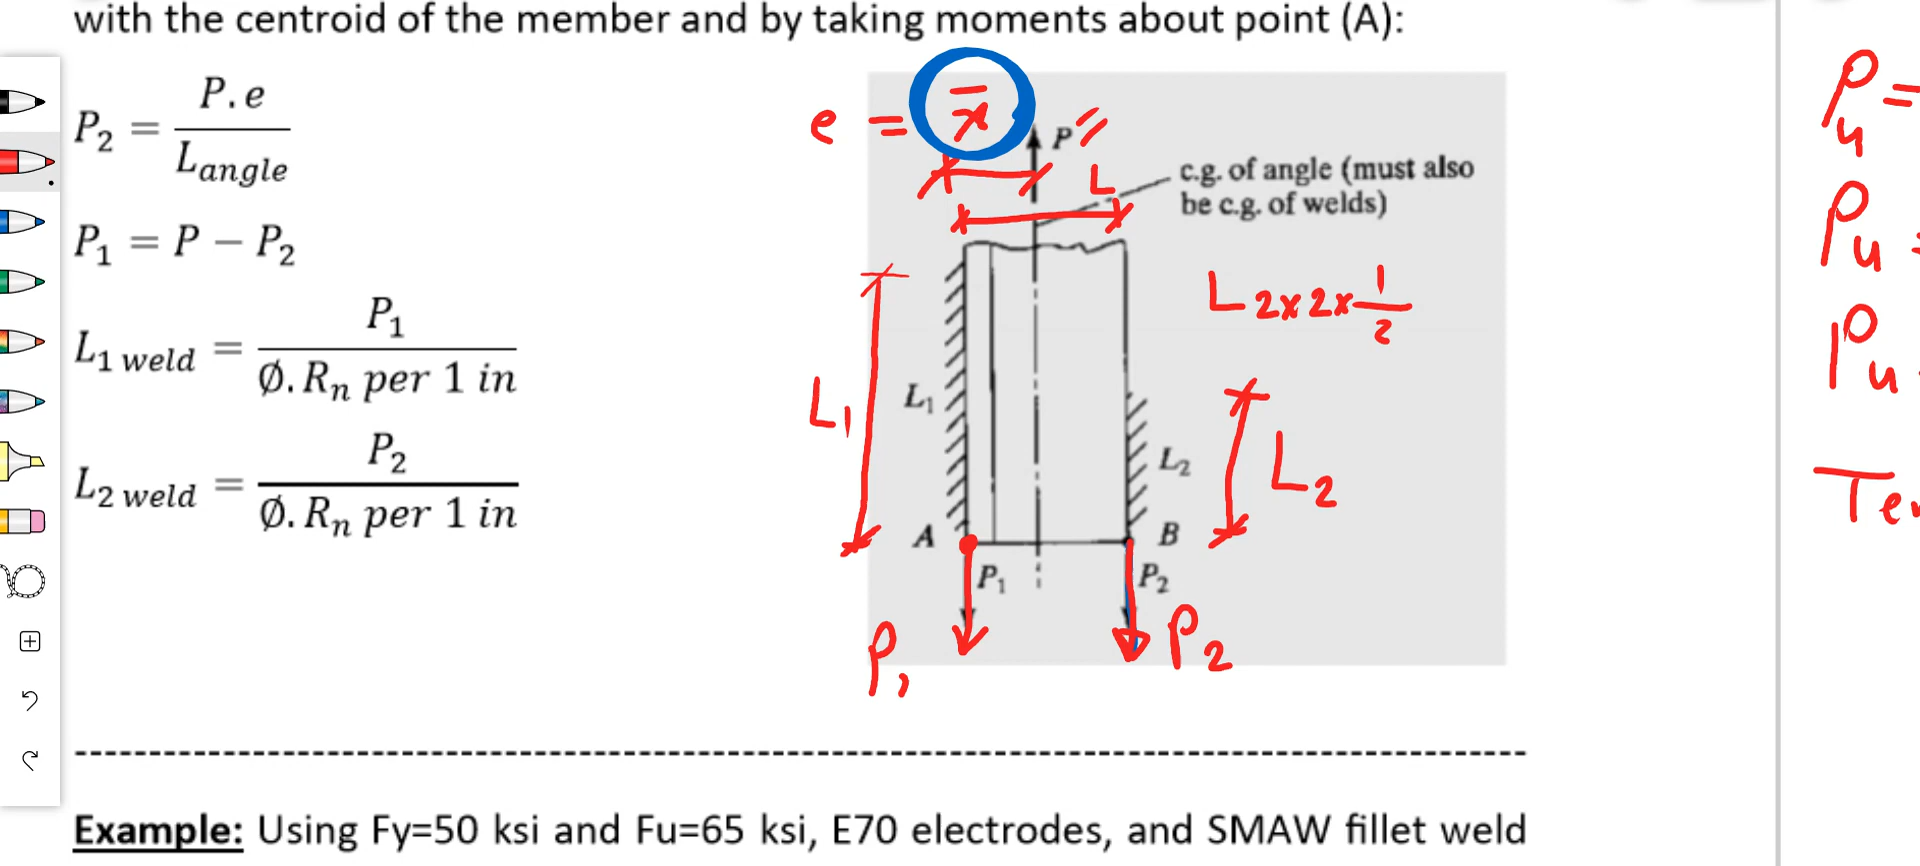 with the centroid of the member and by taking moments about point (A):
P₂ = P.e / L_angle
P₁ = P − P₂
L₁ weld = P₁ / Ø.Rₙ per 1 in
L₂ weld = P₂ / Ø.Rₙ per 1 in
e = x̄
P
L
c.g. of angle (must also
be c.g. of welds)
L 2x2x1/2
L₁ L₁
L₂ L₂
A B
P₁ P₂
P₁ P₂
Pu =
Pu
Pu
Example: Using Fy=50 ksi and Fu=65 ksi, E70 electrodes, and SMAW fillet weld